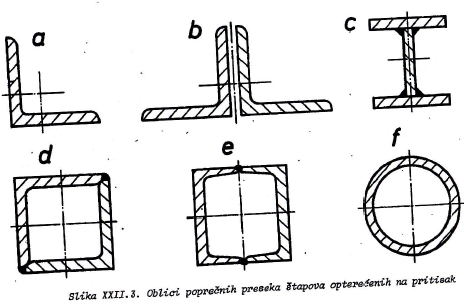 a
b
c
d
e
f
Slika XXII.3. Oblici poprečnih preseka štapova opterećenih na pritisak